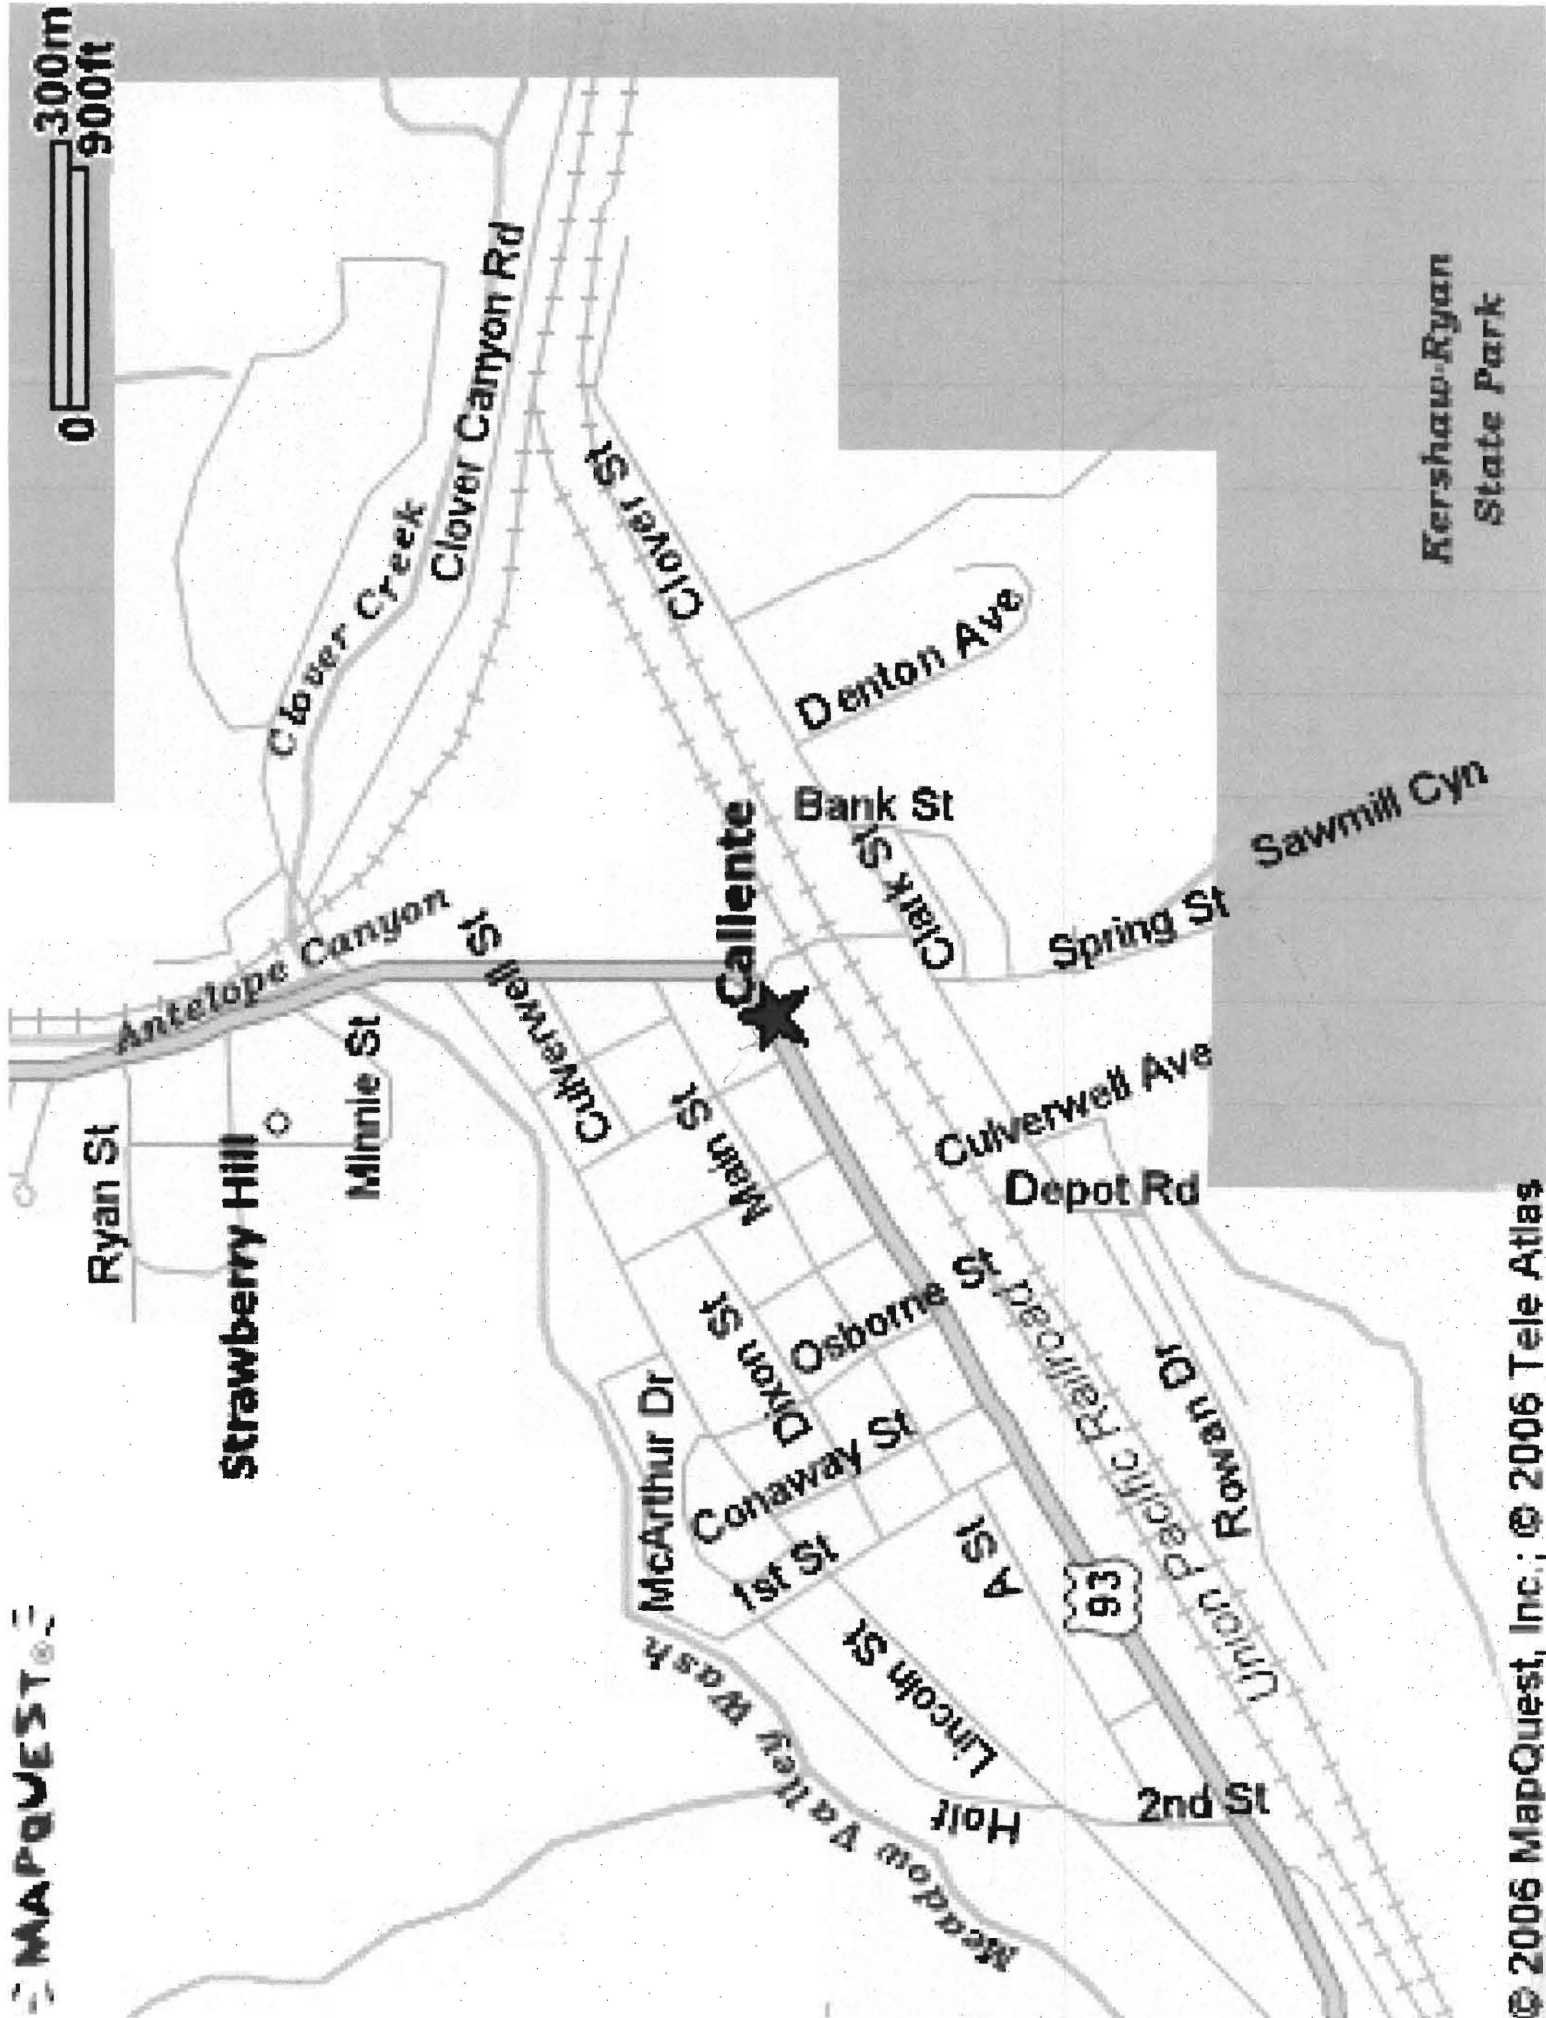 MAPQUEST
0
300m
900ft
Ryan St
Strawberry Hill
Minnie St
Antelope Canyon
Clover Creek
Clover Canyon Rd
Culverwell St
Caliente
Clover St
Denton Ave
Bank St
Clark St
Spring St
Sawmill Cyn
Kershaw-Ryan
State Park
Main St
Dixon St
Osborne St
Conaway St
McArthur Dr
1st St
Lincoln St
A St
93
Holt
2nd St
Meadow Valley Wash
Union Pacific Railroad
Culverwell Ave
Depot Rd
Rowan Dr
© 2006 MapQuest, Inc.; © 2006 Tele Atlas